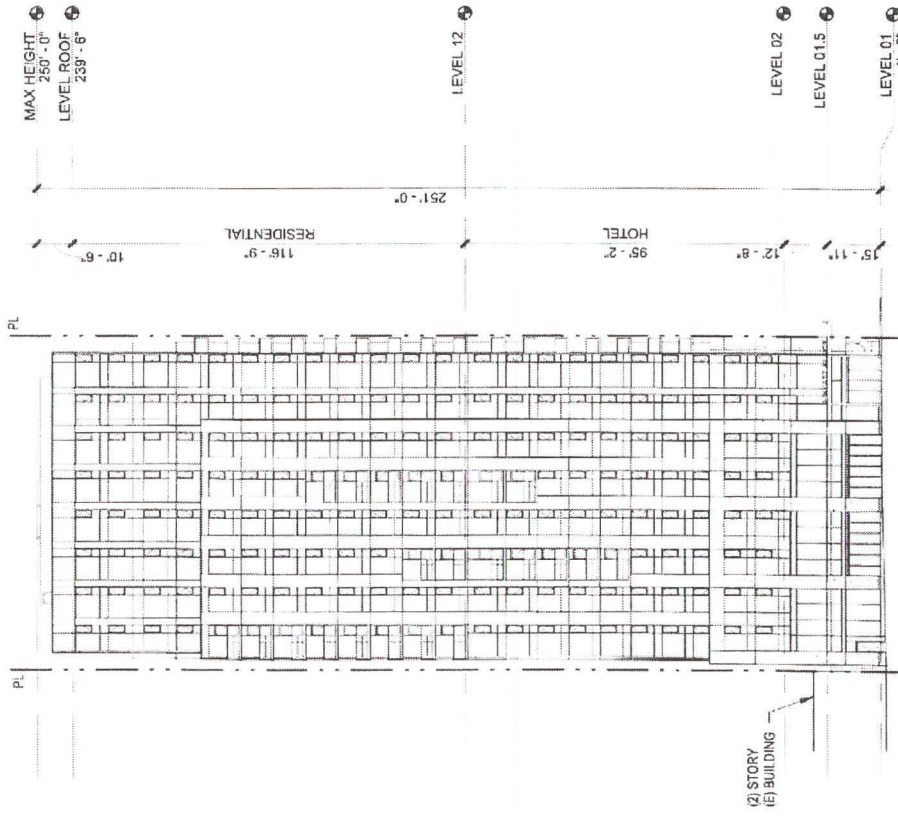 PL
PL
MAX HEIGHT
250' - 0"
LEVEL ROOF
239' - 6"
LEVEL 12
LEVEL 02
LEVEL 01.5
LEVEL 01
251' - 0"
10' - 6"
RESIDENTIAL
116' - 9"
HOTEL
95' - 2"
12' - 8"
15' - 11"
(2) STORY
(E) BUILDING